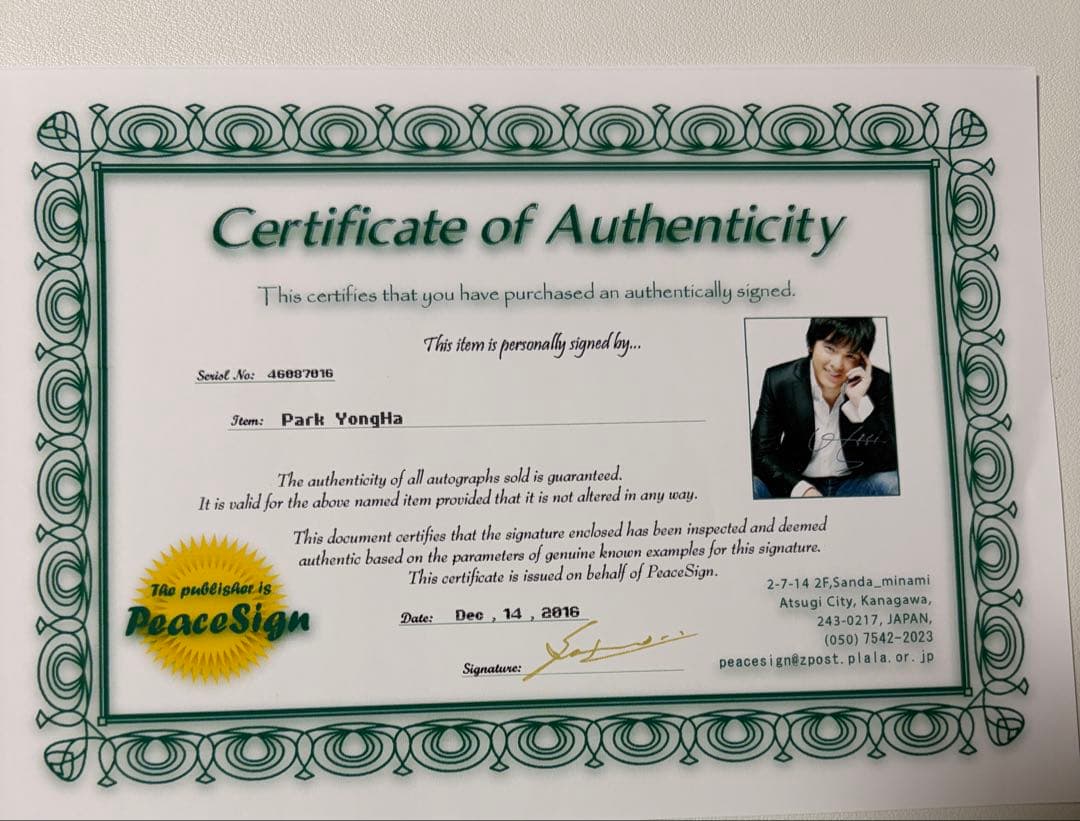 Certificate of Authenticity
This certifies that you have purchased an authentically signed.
This item is personally signed by...
Serial No: 46087016
Item: Park YongHa
The authenticity of all autographs sold is guaranteed.
It is valid for the above named item provided that it is not altered in any way.
This document certifies that the signature enclosed has been inspected and deemed
authentic based on the parameters of genuine known examples for this signature.
This certificate is issued on behalf of PeaceSign.
The publisher is
PeaceSign
Date: Dec , 14 , 2016
Signature:
2-7-14 2F,Sanda_minami
Atsugi City, Kanagawa,
243-0217, JAPAN,
(050) 7542-2023
peacesign@zpost.plala.or.jp